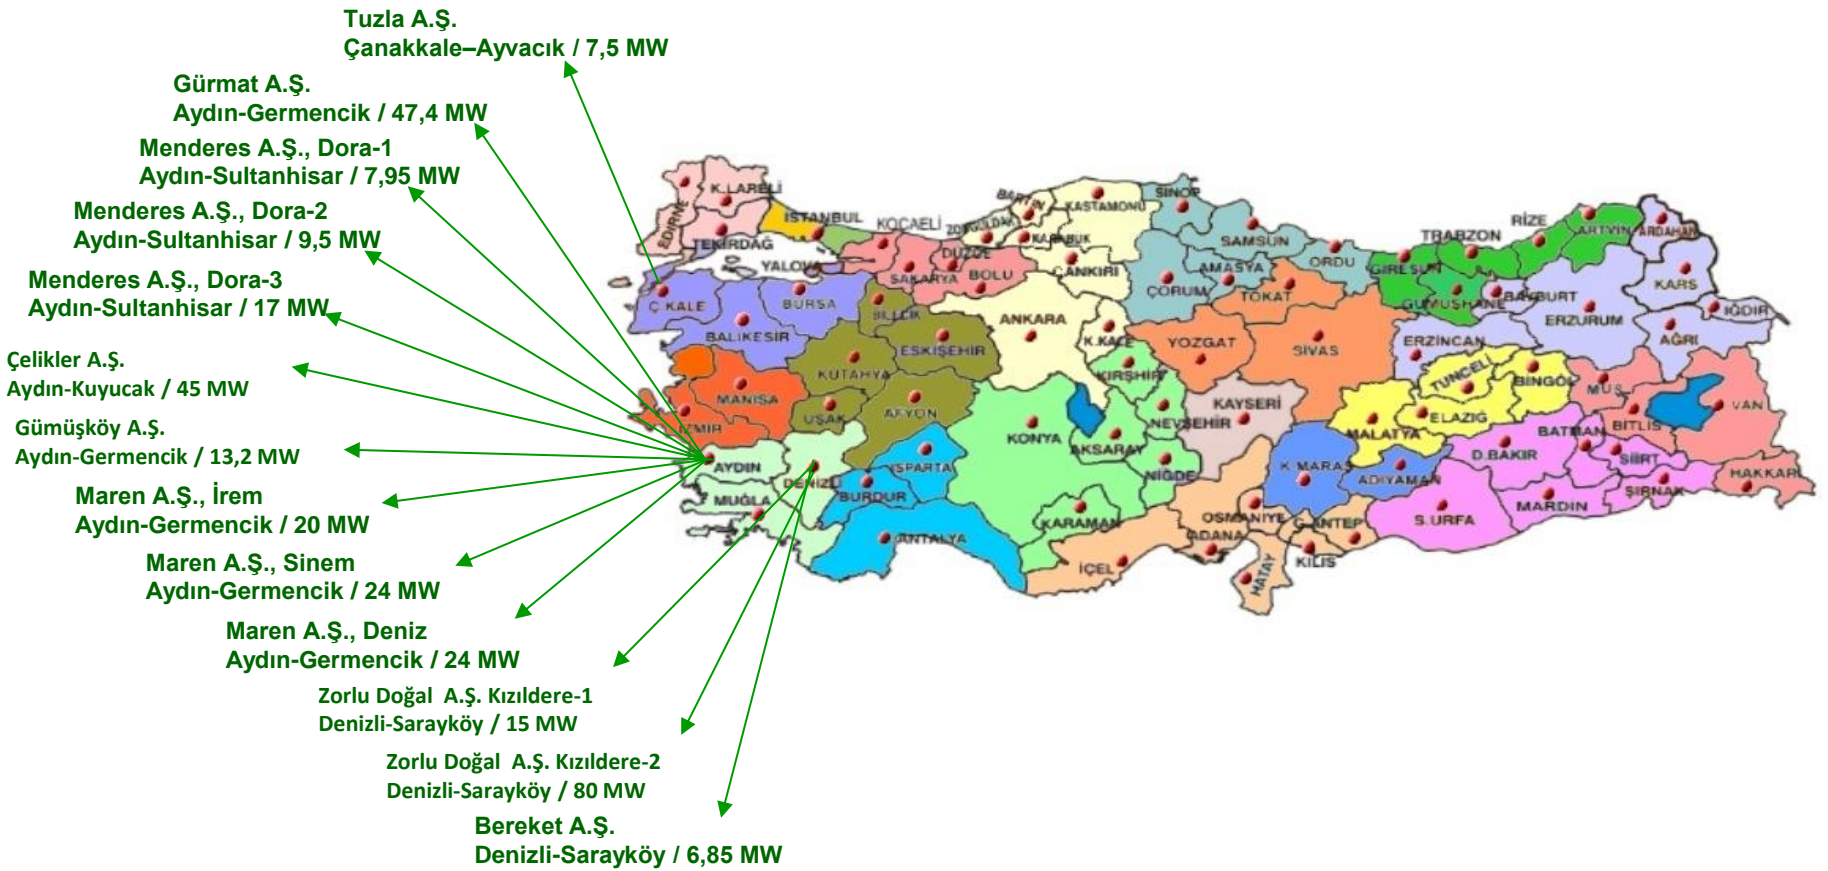 Tuzla A.Ş.
Çanakkale–Ayvacık / 7,5 MW
Gürmat A.Ş.
Aydın-Germencik / 47,4 MW
Menderes A.Ş., Dora-1
Aydın-Sultanhisar / 7,95 MW
Menderes A.Ş., Dora-2
Aydın-Sultanhisar / 9,5 MW
Menderes A.Ş., Dora-3
Aydın-Sultanhisar / 17 MW
Çelikler A.Ş.
Aydın-Kuyucak / 45 MW
Gümüşköy A.Ş.
Aydın-Germencik / 13,2 MW
Maren A.Ş., İrem
Aydın-Germencik / 20 MW
Maren A.Ş., Sinem
Aydın-Germencik / 24 MW
Maren A.Ş., Deniz
Aydın-Germencik / 24 MW
Zorlu Doğal A.Ş. Kızıldere-1
Denizli-Sarayköy / 15 MW
Zorlu Doğal A.Ş. Kızıldere-2
Denizli-Sarayköy / 80 MW
Bereket A.Ş.
Denizli-Sarayköy / 6,85 MW
K.LARELİ
EDİRNE
TEKİRDAĞ
İSTANBUL
KOCAELİ
YALOVA
SAKARYA
DÜZCE
BOLU
ZONGULDAK
BARTIN
KARABUK
KASTAMONU
ÇANKIRI
SİNOP
SAMSUN
AMASYA
ÇORUM
TOKAT
ORDU
GİRESUN
TRABZON
RİZE
ARTVİN
ARDAHAN
GÜMÜŞHANE
BAYBURT
KARS
IĞDIR
ERZURUM
AĞRI
ERZİNCAN
Ç.KALE
BALIKESİR
BURSA
BİLECİK
ESKİŞEHİR
KÜTAHYA
ANKARA
K.KALE
KIRŞHİR
YOZGAT
SİVAS
TUNCELİ
BİNGÖL
MUŞ
VAN
BİTLİS
MANİSA
İZMİR
UŞAK
AFYON
KONYA
AKSARAY
NEVŞEHİR
KAYSERİ
NİĞDE
MALATYA
ELAZIĞ
D.BAKIR
BATMAN
SİİRT
ŞIRNAK
HAKKARİ
MARDİN
AYDIN
DENİZLİ
MUĞLA
BURDUR
ISPARTA
ANTALYA
KARAMAN
İÇEL
ADANA
OSMANİYE
K.MARAŞ
ADIYAMAN
G.ANTEP
KİLİS
HATAY
Ş.URFA